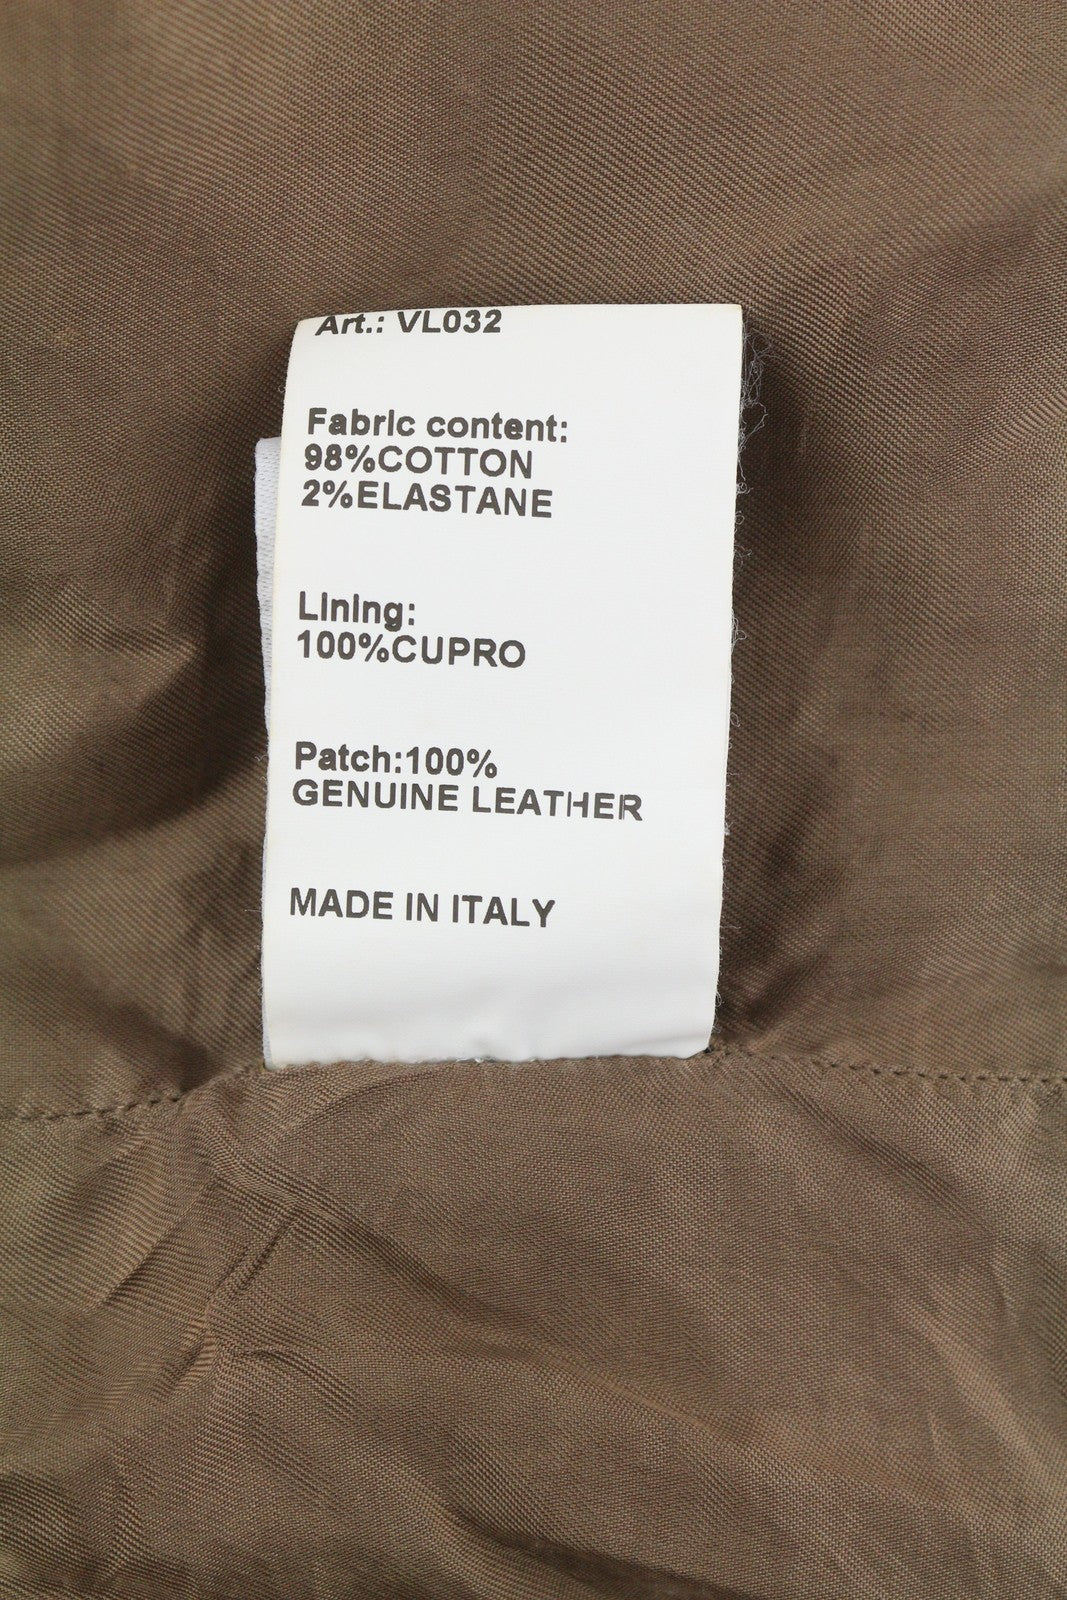 Art.: VL032
Fabric content:
98%COTTON
2%ELASTANE
Lining:
100%CUPRO
Patch:100%
GENUINE LEATHER
MADE IN ITALY